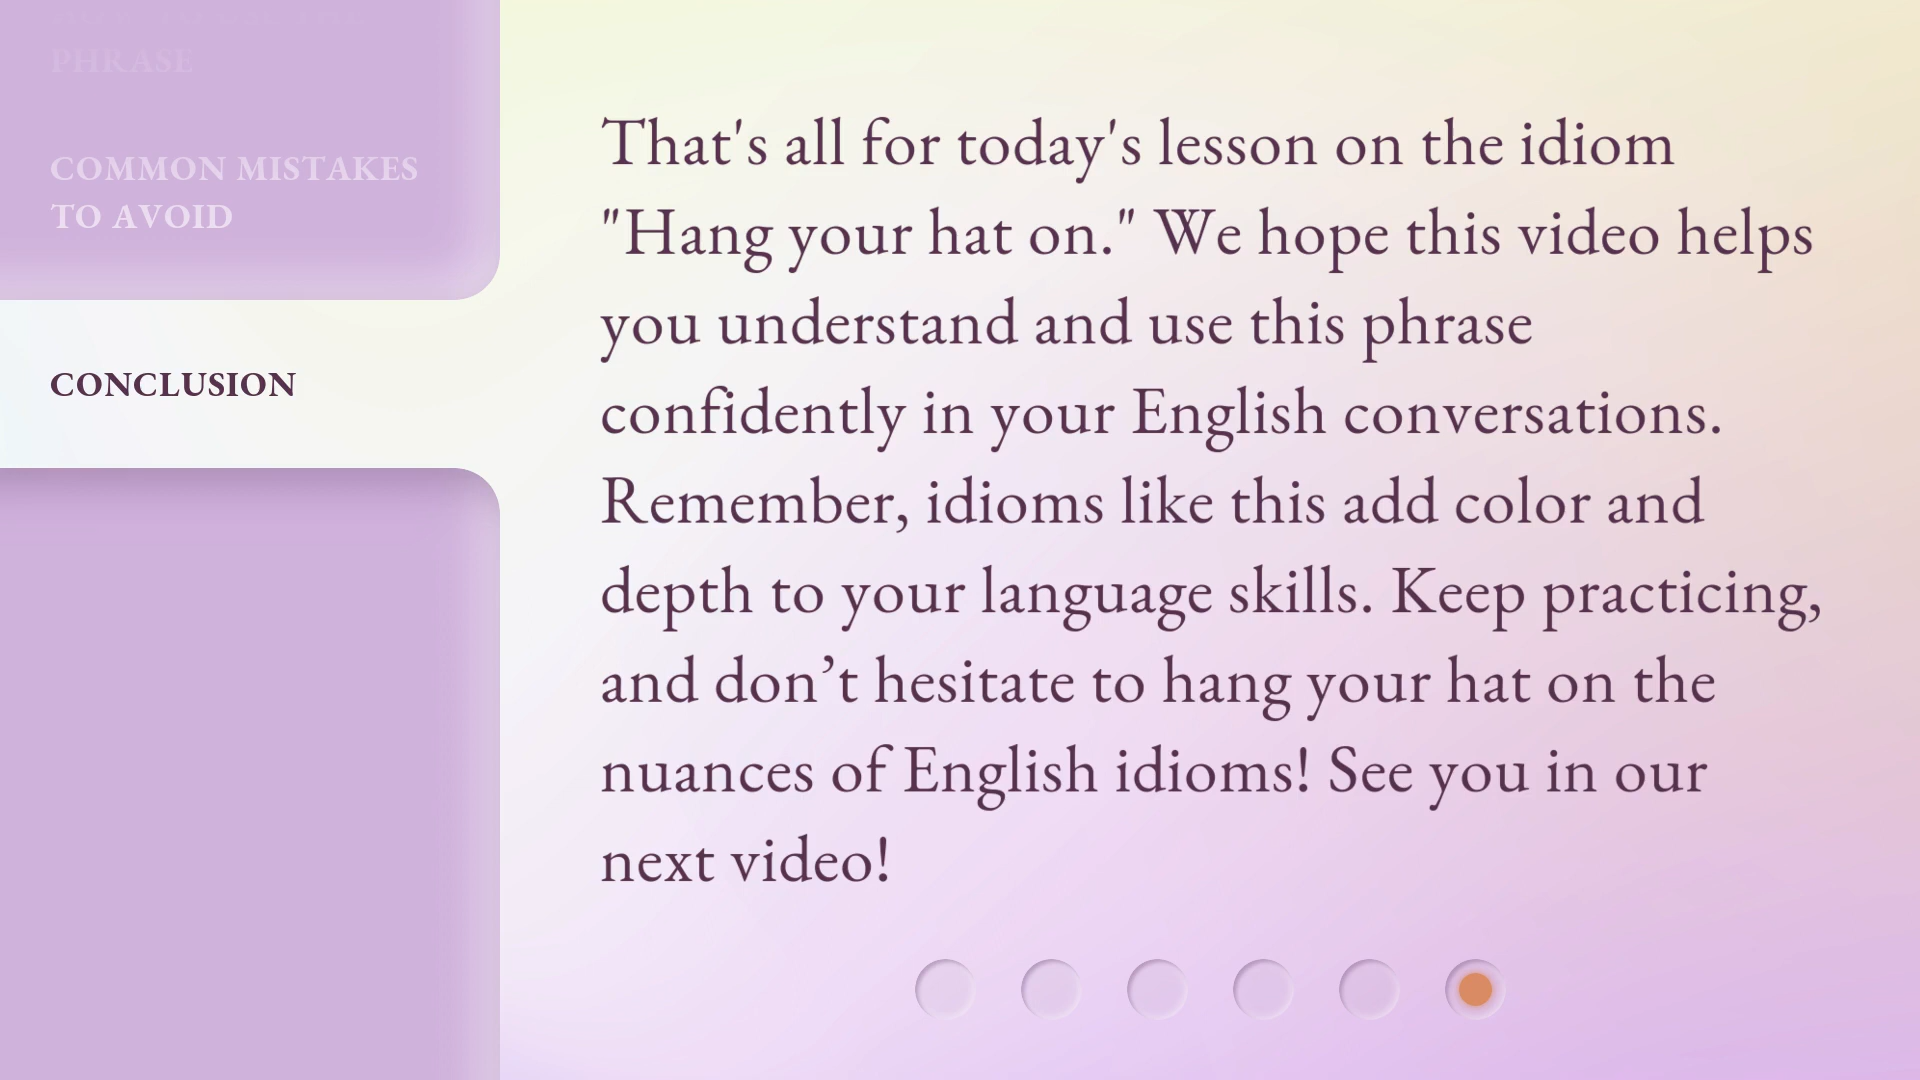 PHRASE
COMMON MISTAKES
TO AVOID
CONCLUSION
That's all for today's lesson on the idiom
"Hang your hat on." We hope this video helps
you understand and use this phrase
confidently in your English conversations.
Remember, idioms like this add color and
depth to your language skills. Keep practicing,
and don’t hesitate to hang your hat on the
nuances of English idioms! See you in our
next video!